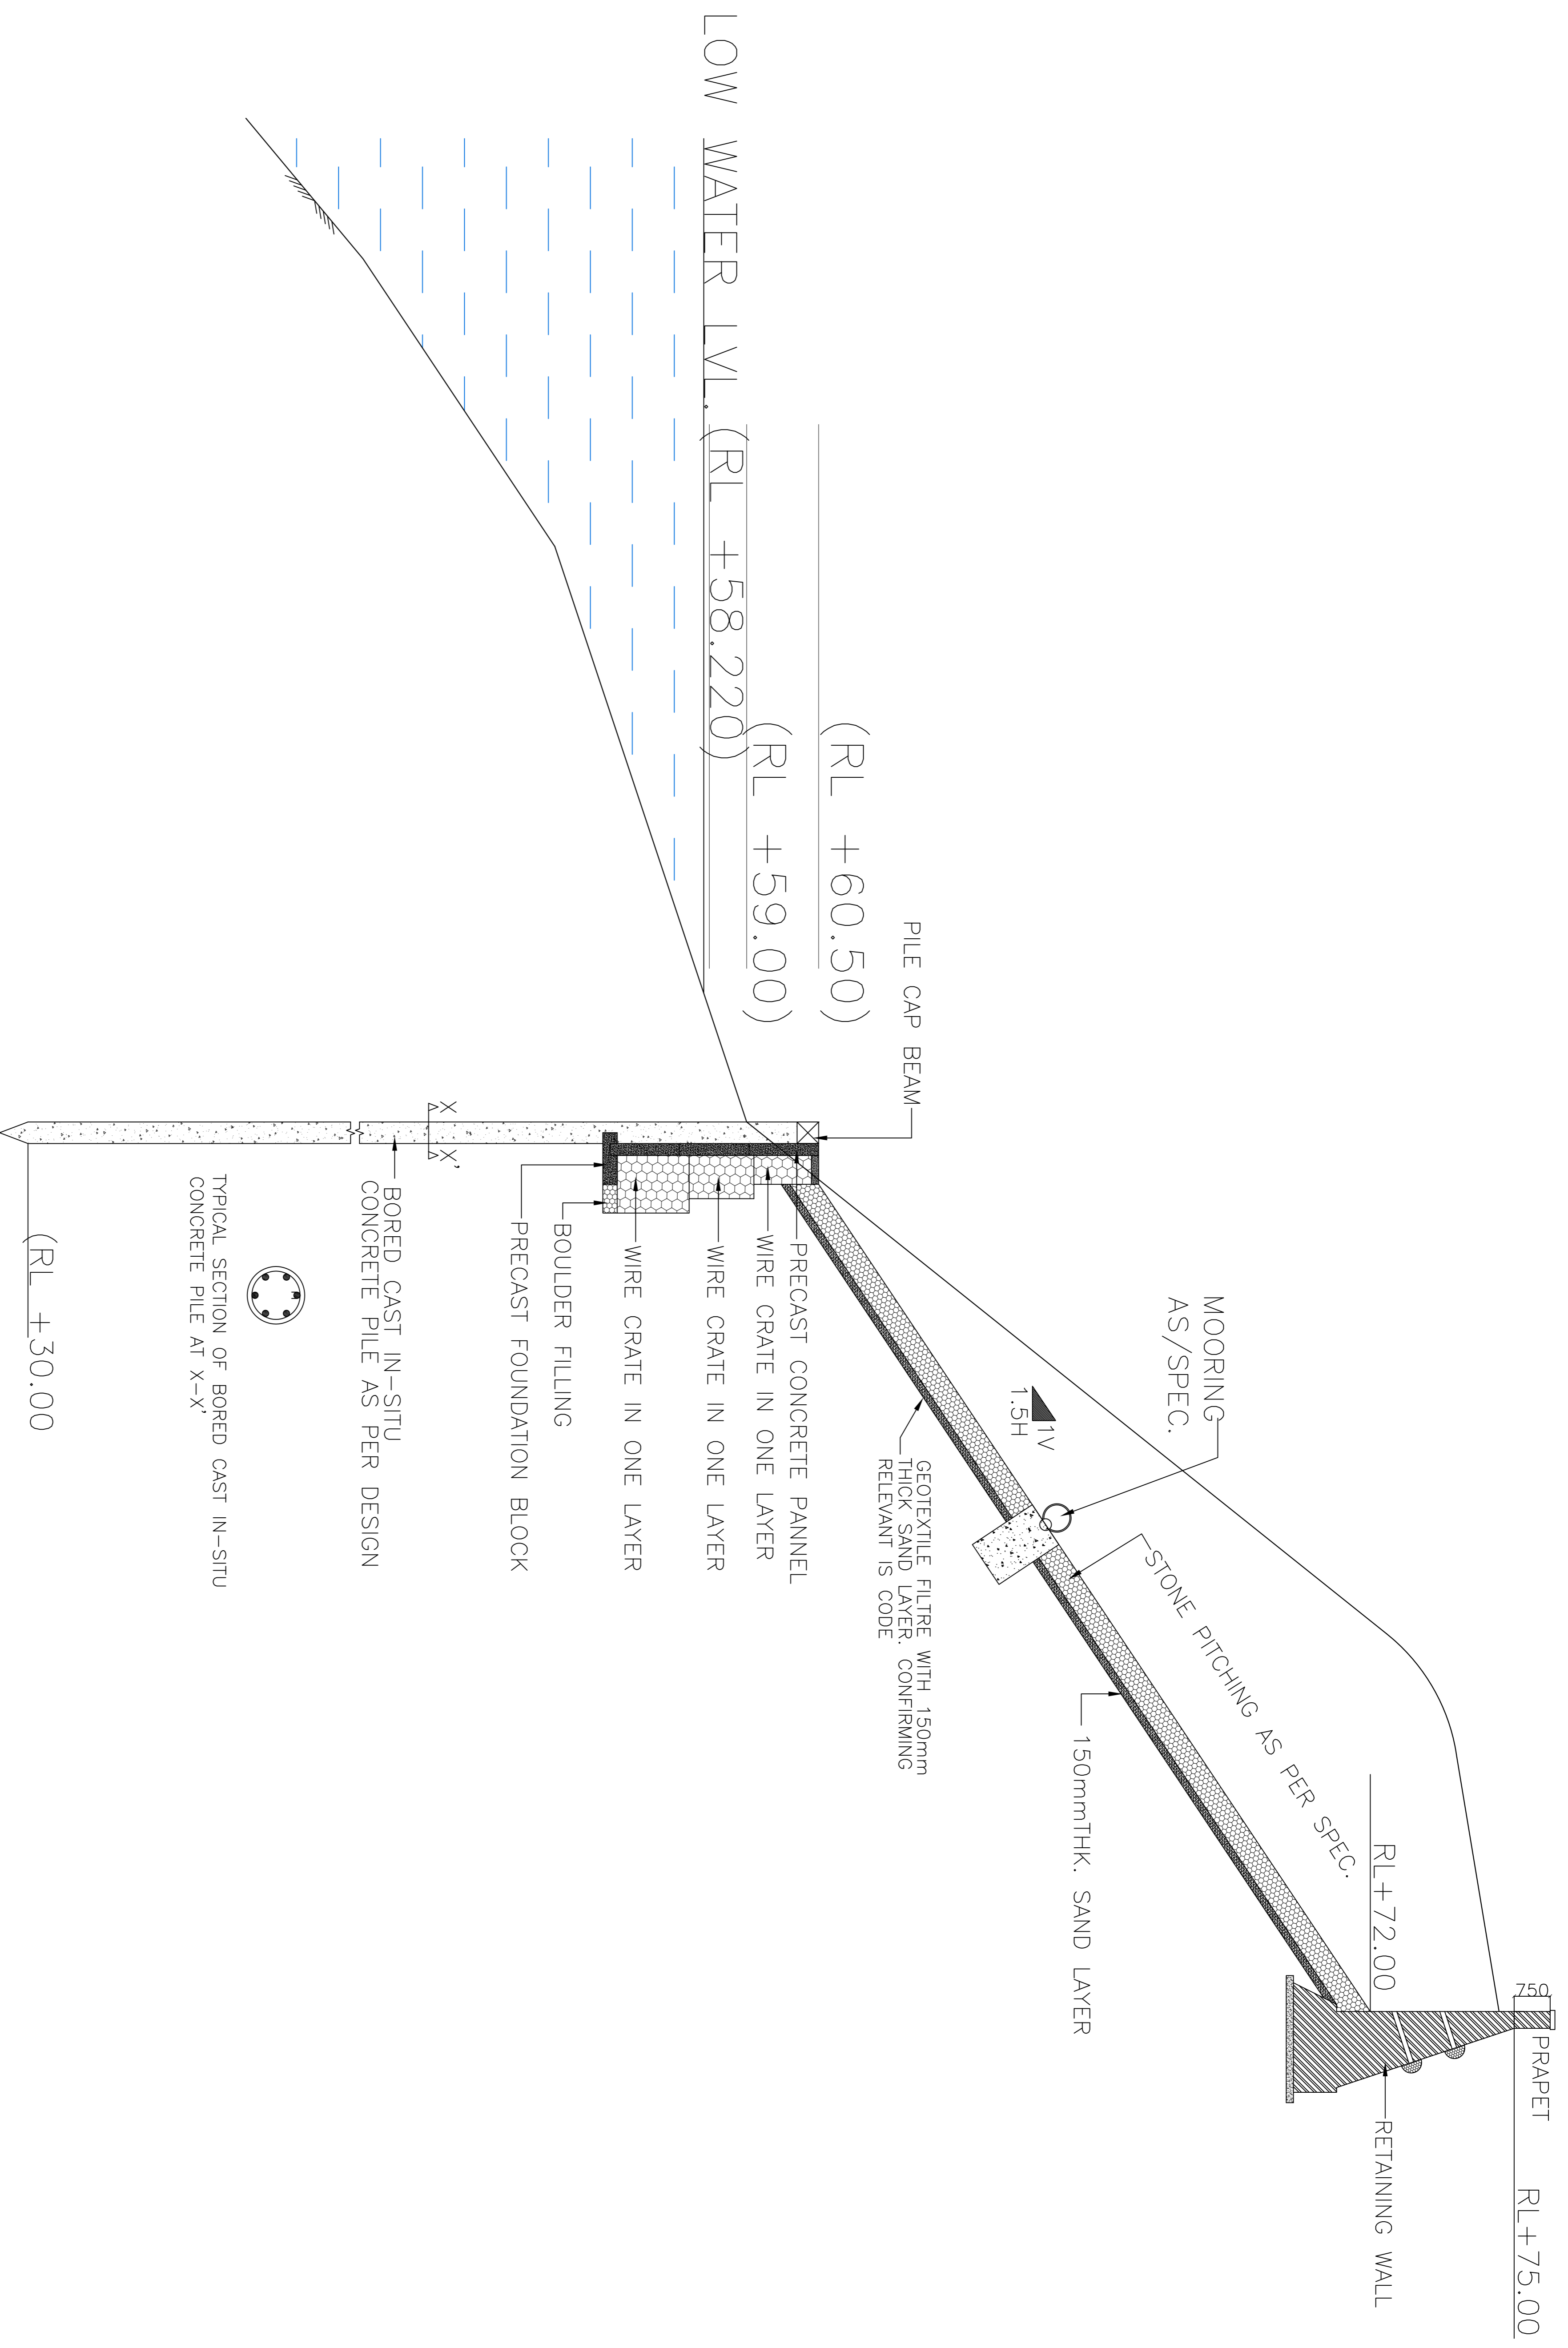 PRAPET
750
RL+75.00
RL+72.00
RETAINING WALL
MOORING
AS/SPEC.
STONE PITCHING AS PER SPEC.
1V
1.5H
150mmTHK. SAND LAYER
GEOTEXTILE FILTRE WITH 150mm
THICK SAND LAYER. CONFIRMING
RELEVANT IS CODE
PILE CAP BEAM
(RL +60.50)
(RL +59.00)
LOW WATER LVL. (RL +58.220)
PRECAST CONCRETE PANNEL
WIRE CRATE IN ONE LAYER
WIRE CRATE IN ONE LAYER
WIRE CRATE IN ONE LAYER
BOULDER FILLING
PRECAST FOUNDATION BLOCK
X X'
BORED CAST IN-SITU
CONCRETE PILE AS PER DESIGN
TYPICAL SECTION OF BORED CAST IN-SITU
CONCRETE PILE AT X-X'
(RL +30.00